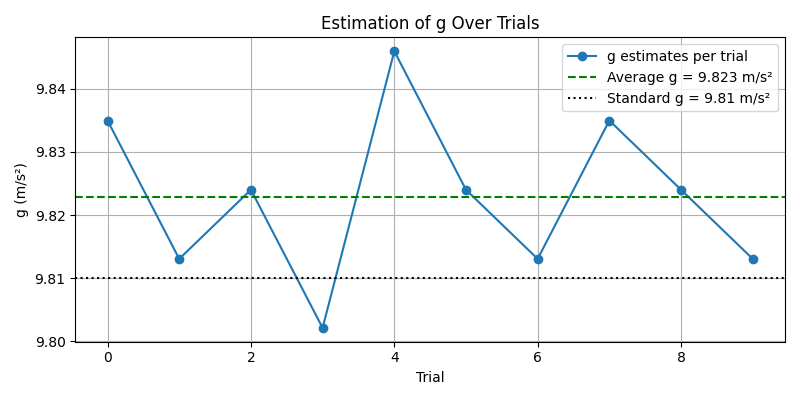 Estimation of g Over Trials
g estimates per trial
Average g = 9.823 m/s²
Standard g = 9.81 m/s²
g (m/s²)
9.84
9.83
9.82
9.81
9.80
0 2 4 6 8
Trial